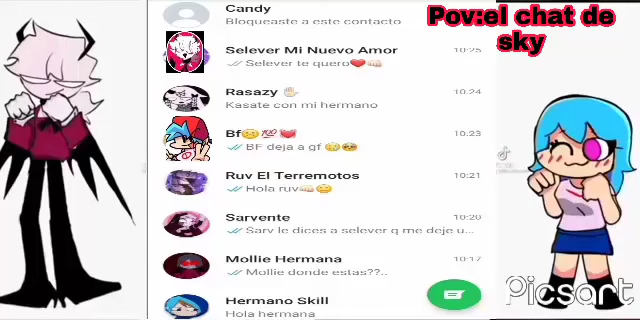 Pov:el chat de
sky
Candy
Bloqueaste a este contacto
Selever Mi Nuevo Amor 10:25
Selever te quero❤️👊🏻
Rasazy ✋🏻 10:24
Kasate con mi hermano
Bf☹️💯💓 10:23
BF deja a gf 😳🥺
Ruv El Terremotos 10:21
Hola ruv👊🏻😳
Sarvente 10:20
Sarv le dices a selever q me deje u...
Mollie Hermana 10:17
Mollie donde estas??..
Hermano Skill
Hola hermana
Picsart